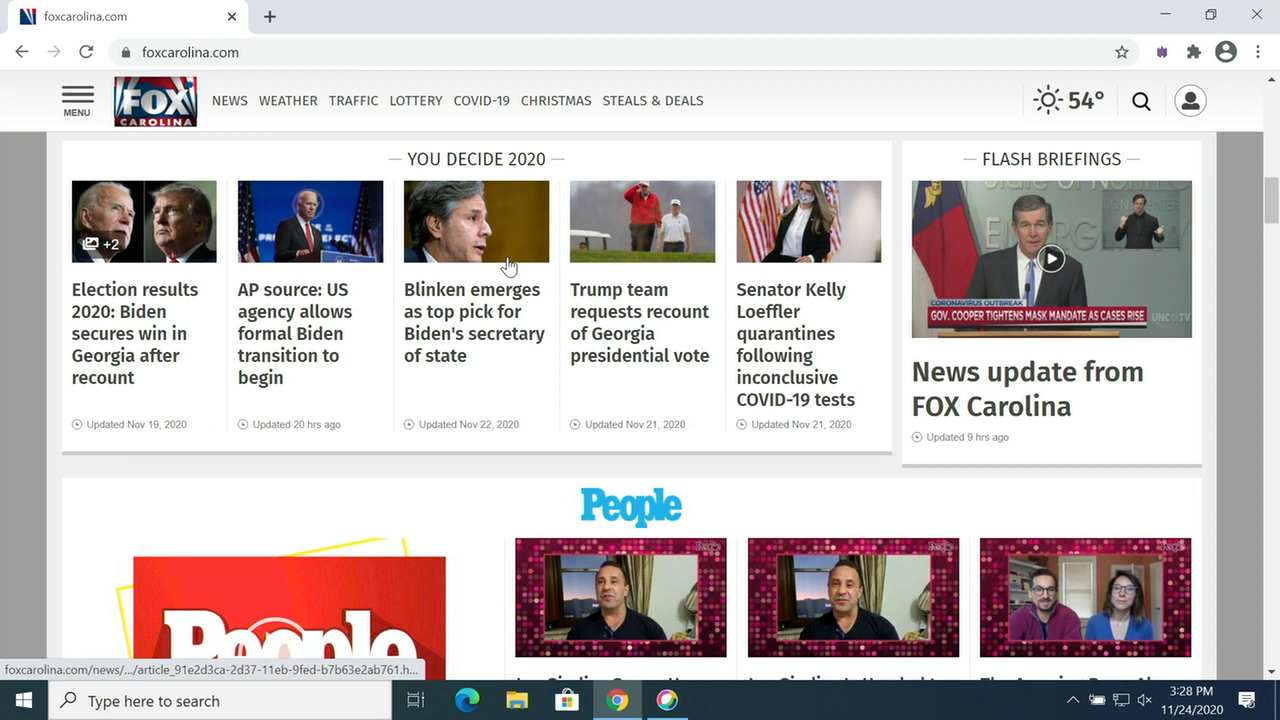 foxcarolina.com
foxcarolina.com
MENU
FOX
CAROLINA
NEWS WEATHER TRAFFIC LOTTERY COVID-19 CHRISTMAS STEALS & DEALS
54°
YOU DECIDE 2020
+2
Election results
2020: Biden
secures win in
Georgia after
recount
Updated Nov 19, 2020
AP source: US
agency allows
formal Biden
transition to
begin
Updated 20 hrs ago
Blinken emerges
as top pick for
Biden's secretary
of state
Updated Nov 22, 2020
Trump team
requests recount
of Georgia
presidential vote
Updated Nov 21, 2020
Senator Kelly
Loeffler
quarantines
following
inconclusive
COVID-19 tests
Updated Nov 21, 2020
FLASH BRIEFINGS
CORONAVIRUS OUTBREAK
GOV. COOPER TIGHTENS MASK MANDATE AS CASES RISE
UNC-TV
News update from
FOX Carolina
Updated 9 hrs ago
People
People
foxcarolina.com/news/.../article_91e2d3ca-2d37-11eb-9fed-b7b63e2ab761.h...
Type here to search
3:28 PM
11/24/2020